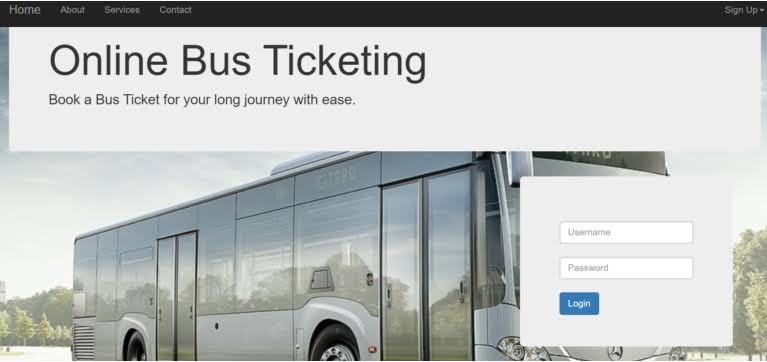 Home About Services Contact Sign Up
Online Bus Ticketing
Book a Bus Ticket for your long journey with ease.
CITARO
Username
Password
Login